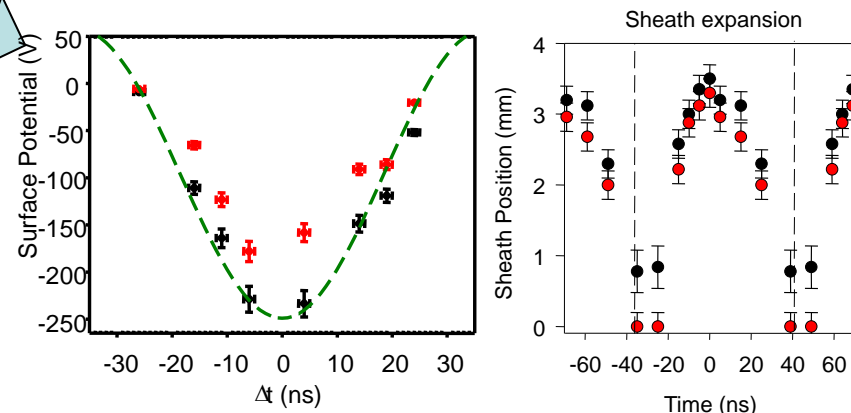 Surface Potential (V)
50
0
-50
-100
-150
-200
-250
-30 -20 -10 0 10 20 30
Δt (ns)
Sheath expansion
Sheath Position (mm)
4
3
2
1
0
-60 -40 -20 0 20 40 60
Time (ns)